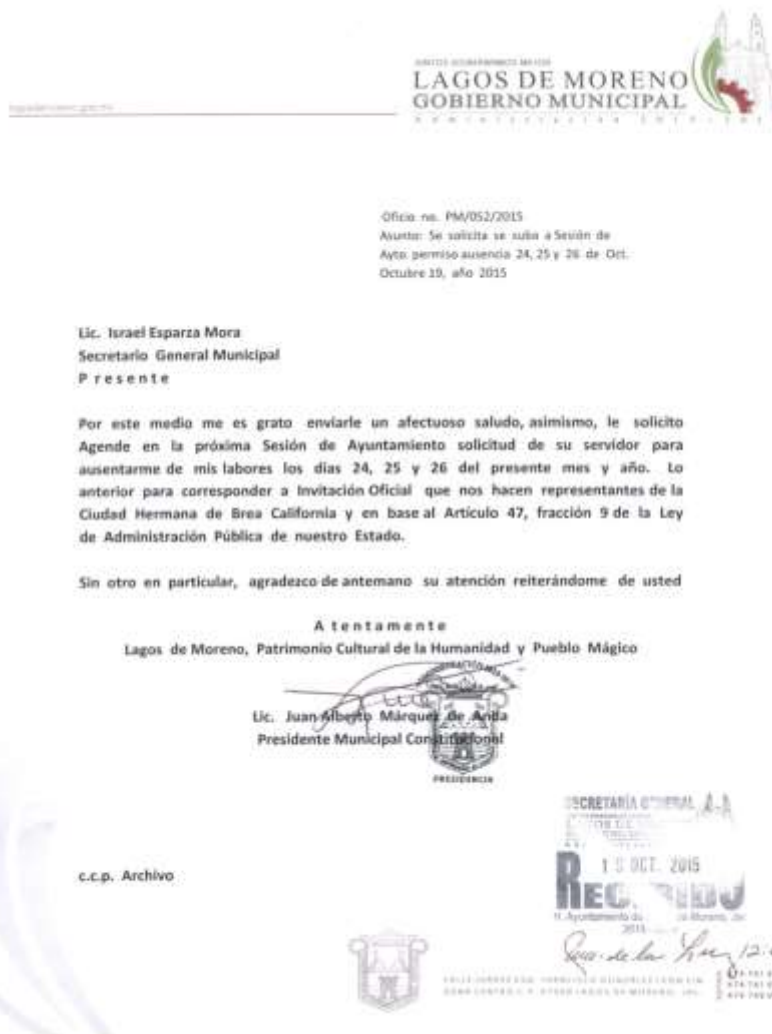 LAGOS DE MORENO
GOBIERNO MUNICIPAL
Oficio no. PM/052/2015
Asunto: Se solicita se suba a Sesión de
Ayto. permiso ausencia 24, 25 y 26 de Oct.
Octubre 19, año 2015
Lic. Israel Esparza Mora
Secretario General Municipal
P r e s e n t e
Por este medio me es grato enviarle un afectuoso saludo, asimismo, le solicito
Agende en la próxima Sesión de Ayuntamiento solicitud de su servidor para
ausentarme de mis labores los días 24, 25 y 26 del presente mes y año. Lo
anterior para corresponder a Invitación Oficial que nos hacen representantes de la
Ciudad Hermana de Brea California y en base al Artículo 47, fracción 9 de la Ley
de Administración Pública de nuestro Estado.
Sin otro en particular, agradezco de antemano su atención reiterándome de usted
A t e n t a m e n t e
Lagos de Moreno, Patrimonio Cultural de la Humanidad y Pueblo Mágico
Lic. Juan Alberto Márquez de Anda
Presidente Municipal Constitucional
PRESIDENCIA
SECRETARÍA GENERAL
OCT. 2015
RECIBIDO
c.c.p. Archivo